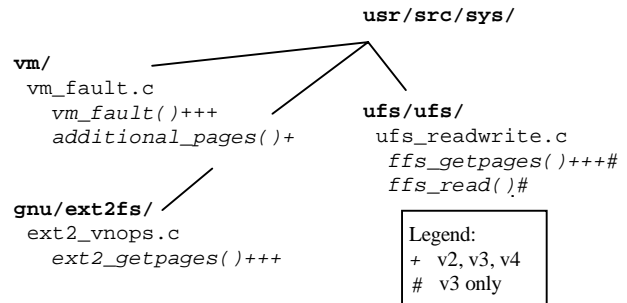 usr/src/sys/
vm/
vm_fault.c
vm_fault()+++
additional_pages()+
gnu/ext2fs/
ext2_vnops.c
ext2_getpages()+++
ufs/ufs/
ufs_readwrite.c
ffs_getpages()+++#
ffs_read()#
Legend:
+ v2, v3, v4
# v3 only